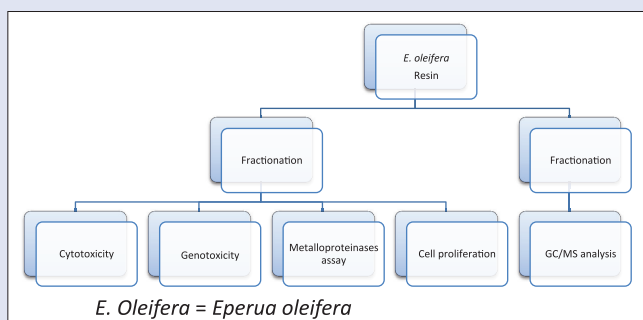 E. oleifera
Resin
Fractionation
Fractionation
Cytotoxicity
Genotoxicity
Metalloproteinases
assay
Cell proliferation
GC/MS analysis
E. Oleifera = Eperua oleifera